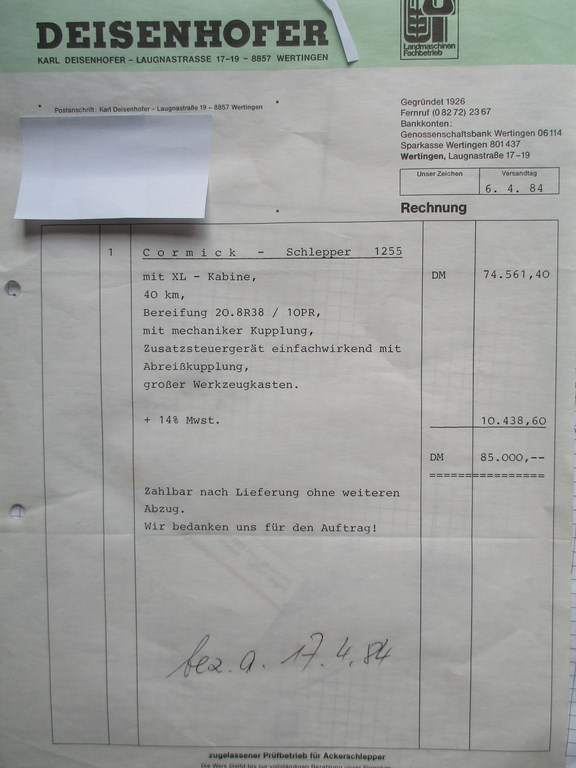 DEISENHOFER
KARL DEISENHOFER – LAUGNASTRASSE 17–19 – 8857 WERTINGEN
Landmaschinen
Fachbetrieb
Postanschrift: Karl Deisenhofer – Laugnastraße 19 – 8857 Wertingen
Gegründet 1926
Fernruf (0 82 72) 23 67
Bankkonten:
Genossenschaftsbank Wertingen 06 114
Sparkasse Wertingen 801 437
Wertingen, Laugnastraße 17–19
Unser Zeichen Versandtag
6. 4. 84
Rechnung
1 Cormick - Schlepper 1255
mit XL - Kabine, DM 74.561,40
40 km,
Bereifung 20.8R38 / 10PR,
mit mechaniker Kupplung,
Zusatzsteuergerät einfachwirkend mit
Abreißkupplung,
großer Werkzeugkasten.
+ 14% Mwst. 10.438,60
DM 85.000,--
================
Zahlbar nach Lieferung ohne weiteren
Abzug.
Wir bedanken uns für den Auftrag!
bez. a. 17.4.84
zugelassener Prüfbetrieb für Ackerschlepper